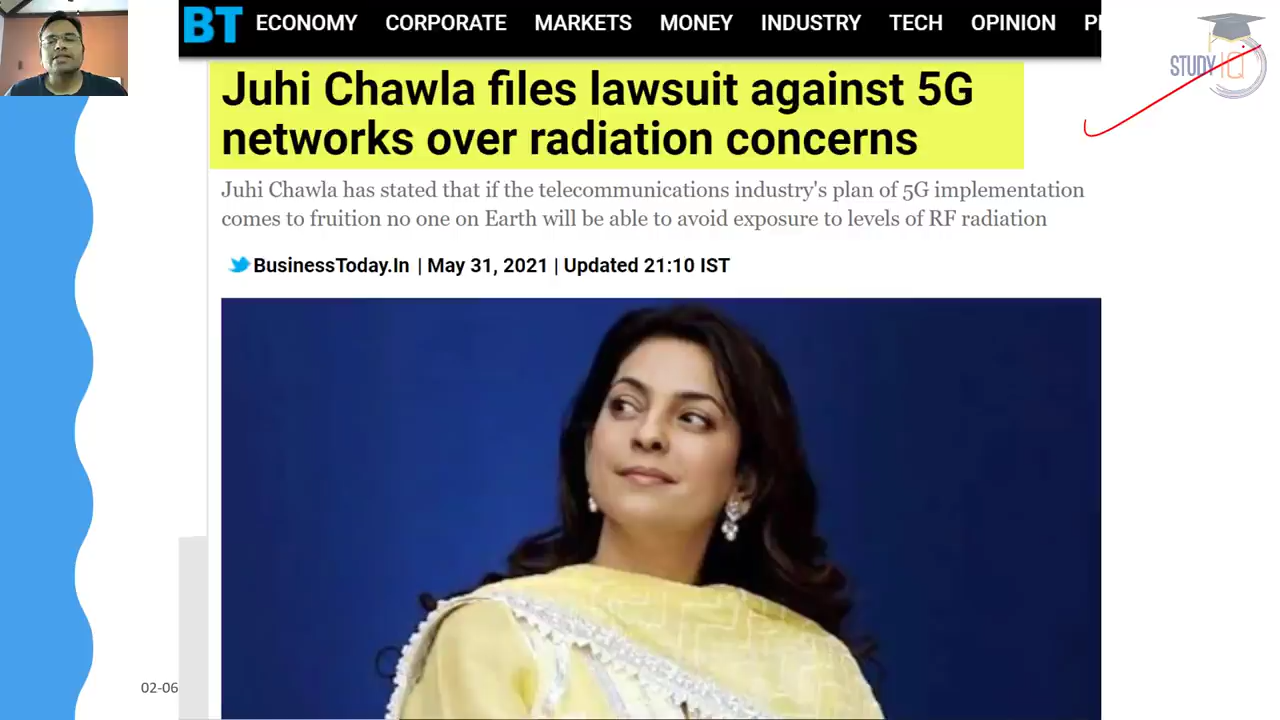 BT ECONOMY CORPORATE MARKETS MONEY INDUSTRY TECH OPINION
Juhi Chawla files lawsuit against 5G
networks over radiation concerns
Juhi Chawla has stated that if the telecommunications industry's plan of 5G implementation
comes to fruition no one on Earth will be able to avoid exposure to levels of RF radiation
BusinessToday.In | May 31, 2021 | Updated 21:10 IST
STUDY IQ
02-06